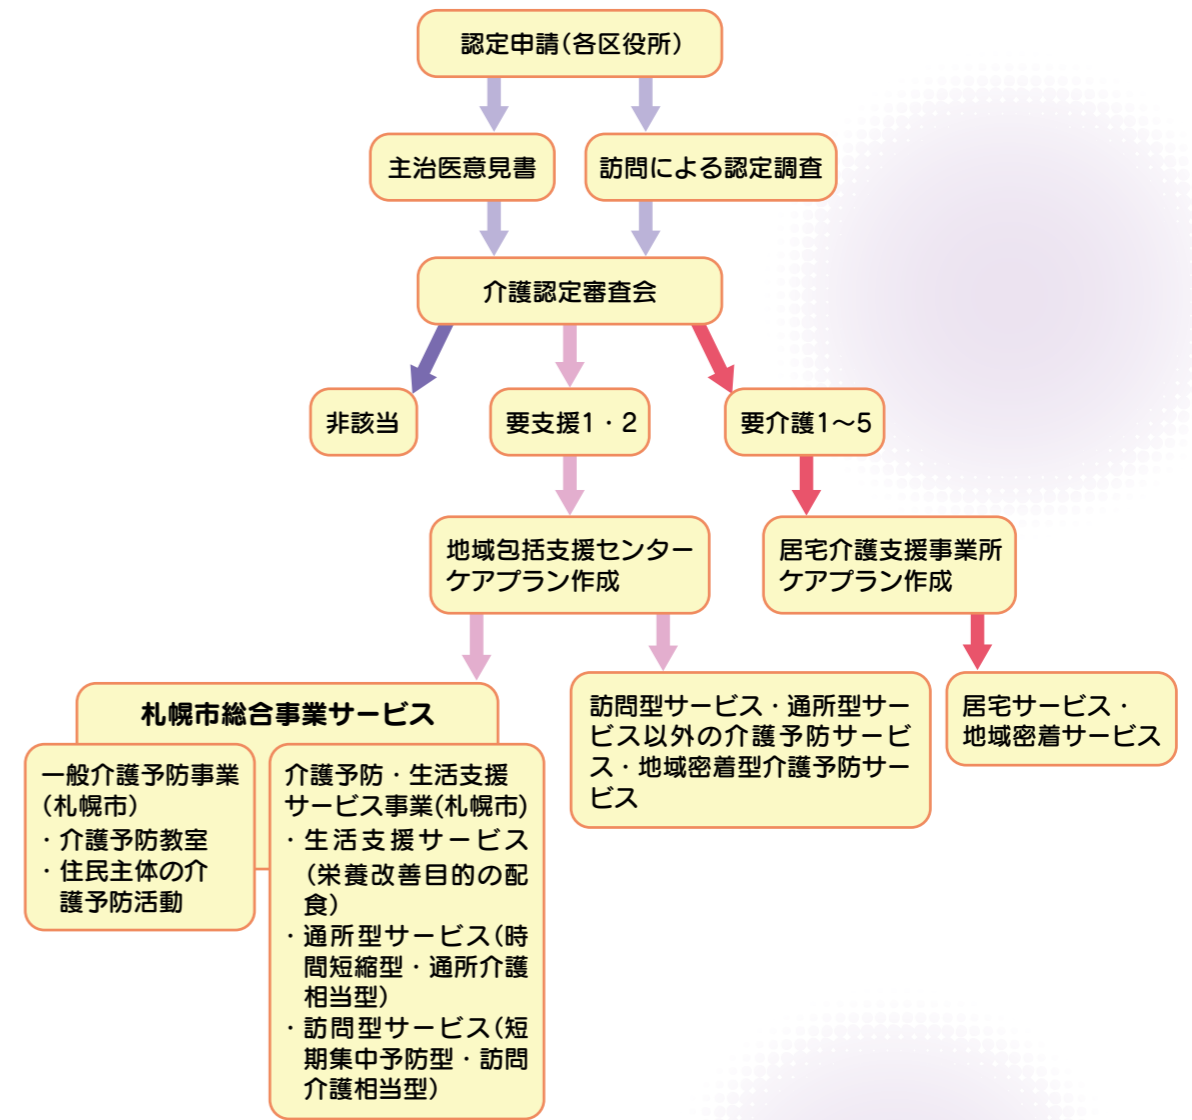 認定申請(各区役所)
主治医意見書
訪問による認定調査
介護認定審査会
非該当
要支援1・2
要介護1〜5
地域包括支援センター
ケアプラン作成
居宅介護支援事業所
ケアプラン作成
札幌市総合事業サービス
一般介護予防事業
(札幌市)
・介護予防教室
・住民主体の介
護予防活動
介護予防・生活支援
サービス事業(札幌市)
・生活支援サービス
(栄養改善目的の配
食)
・通所型サービス(時
間短縮型・通所介護
相当型)
・訪問型サービス(短
期集中予防型・訪問
介護相当型)
訪問型サービス・通所型サー
ビス以外の介護予防サービ
ス・地域密着型介護予防サー
ビス
居宅サービス・
地域密着サービス